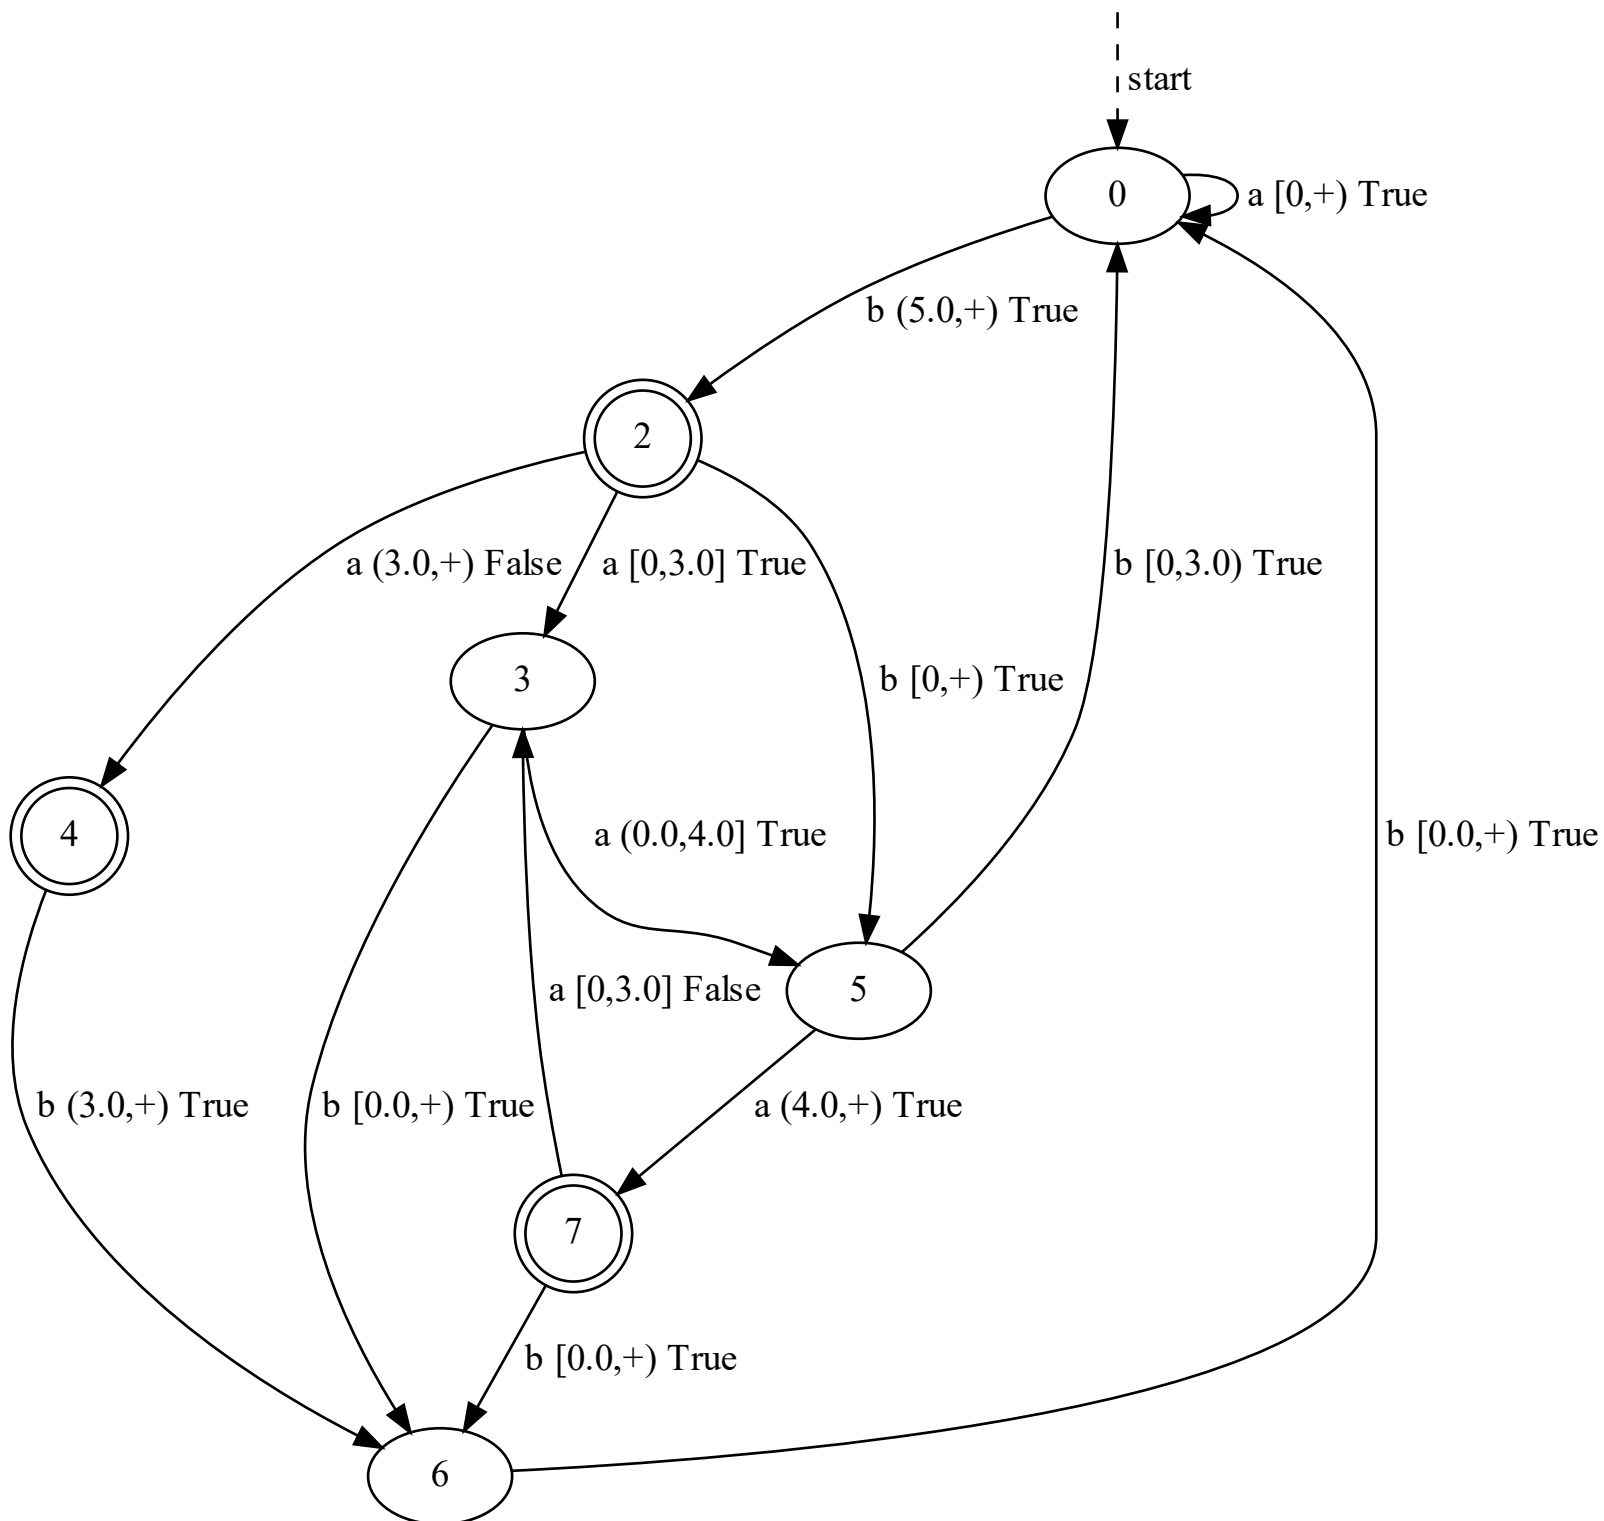 start
0
a [0,+) True
b (5.0,+) True
2
a (3.0,+) False
a [0,3.0] True
b [0,3.0) True
3
b [0,+) True
4
a (0.0,4.0] True
b [0.0,+) True
a [0,3.0] False
5
b (3.0,+) True
b [0.0,+) True
a (4.0,+) True
7
b [0.0,+) True
6